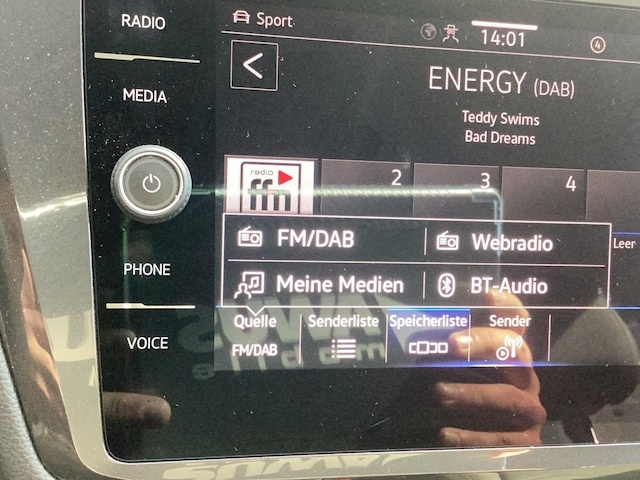 RADIO
Sport
14:01
4
MEDIA
ENERGY (DAB)
Teddy Swims
Bad Dreams
radio
ffn
2
3
4
FM/DAB
Webradio
Leer
PHONE
Meine Medien
BT-Audio
Quelle
Senderliste
Speicherliste
Sender
VOICE
FM/DAB